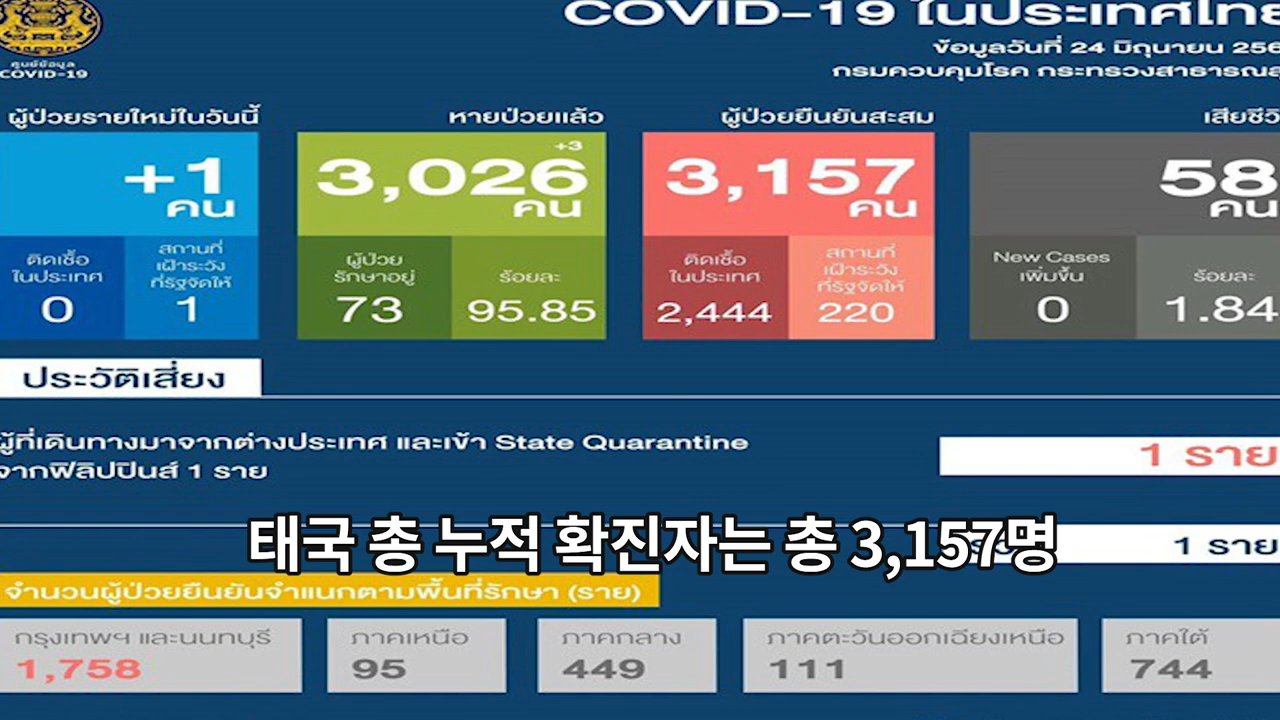 COVID-19 ในประเทศไทย
ข้อมูลวันที่ 24 มิถุนายน 256
กรมควบคุมโรค กระทรวงสาธารณสุ
ศูนย์ข้อมูล
COVID-19
ผู้ป่วยรายใหม่ในวันนี้
+1
คน
ติดเชื้อ
ในประเทศ
0
สถานที่
เฝ้าระวัง
ที่รัฐจัดให้
1
หายป่วยแล้ว
+3
3,026
คน
ผู้ป่วย
รักษาอยู่
73
ร้อยละ
95.85
ผู้ป่วยยืนยันสะสม
3,157
คน
ติดเชื้อ
ในประเทศ
2,444
สถานที่
เฝ้าระวัง
ที่รัฐจัดให้
220
เสียชีวิ
58
คน
New Cases
เพิ่มขึ้น
0
ร้อยละ
1.84
ประวัติเสี่ยง
ผู้ที่เดินทางมาจากต่างประเทศ และเข้า State Quarantine
จากฟิลิปปินส์ 1 ราย
1 ราย
태국 총 누적 확진자는 총 3,157명
1 ราย
จำนวนผู้ป่วยยืนยันจำแนกตามพื้นที่รักษา (ราย)
กรุงเทพฯ และนนทบุรี
1,758
ภาคเหนือ
95
ภาคกลาง
449
ภาคตะวันออกเฉียงเหนือ
111
ภาคใต้
744